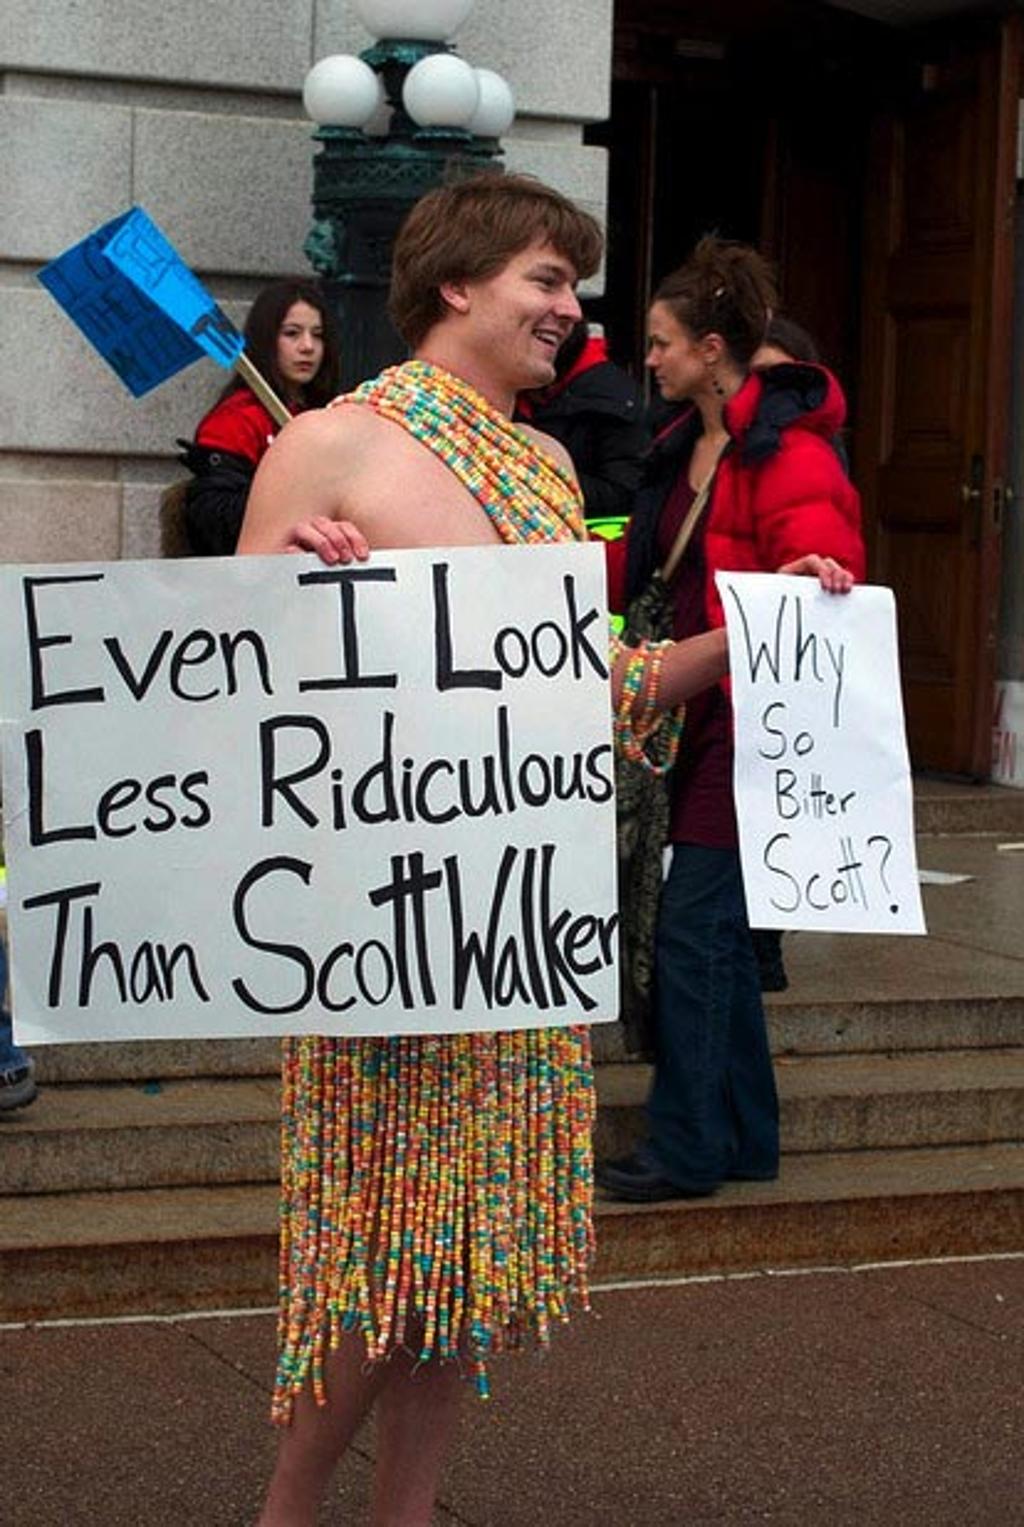 Even I Look
Less Ridiculous
Than Scott Walker
Why
So
Bitter
Scott?